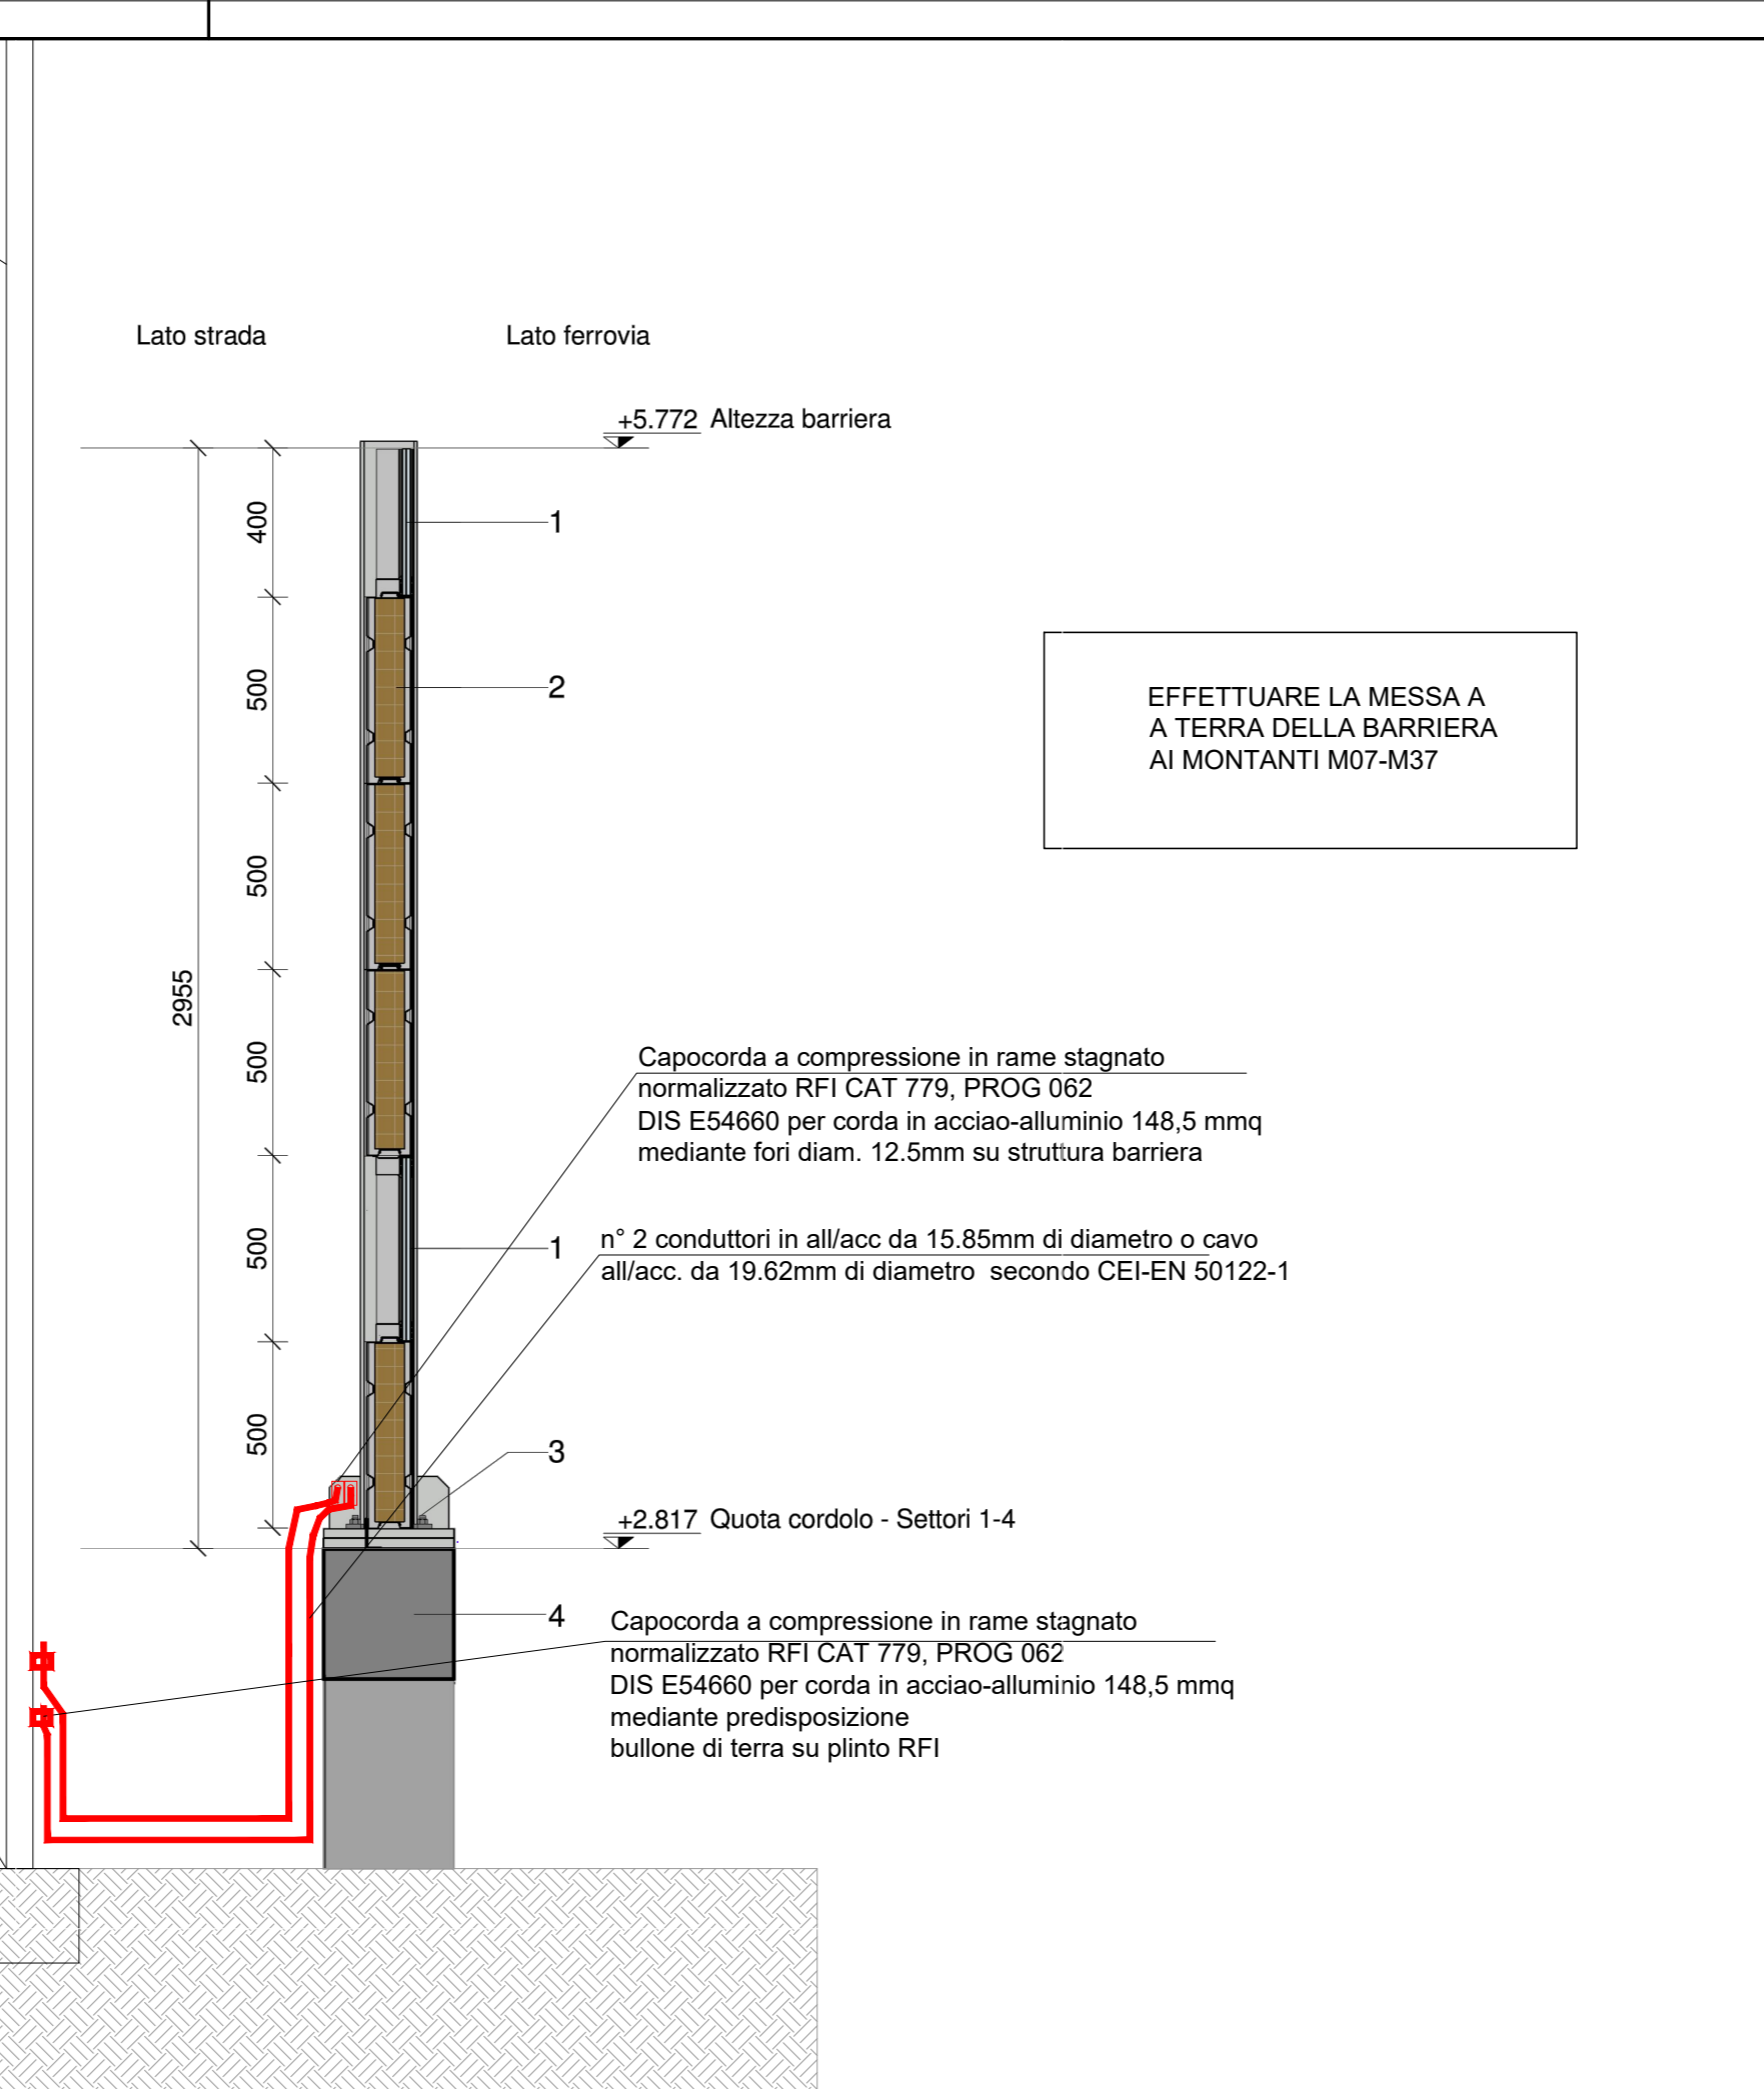 Lato strada
Lato ferrovia
+5.772 Altezza barriera
400
1
500
2
EFFETTUARE LA MESSA A
A TERRA DELLA BARRIERA
AI MONTANTI M07-M37
500
2955
500
Capocorda a compressione in rame stagnato
normalizzato RFI CAT 779, PROG 062
DIS E54660 per corda in acciao-alluminio 148,5 mmq
mediante fori diam. 12.5mm su struttura barriera
500
1
n° 2 conduttori in all/acc da 15.85mm di diametro o cavo
all/acc. da 19.62mm di diametro secondo CEI-EN 50122-1
500
3
+2.817 Quota cordolo - Settori 1-4
4
Capocorda a compressione in rame stagnato
normalizzato RFI CAT 779, PROG 062
DIS E54660 per corda in acciao-alluminio 148,5 mmq
mediante predisposizione
bullone di terra su plinto RFI